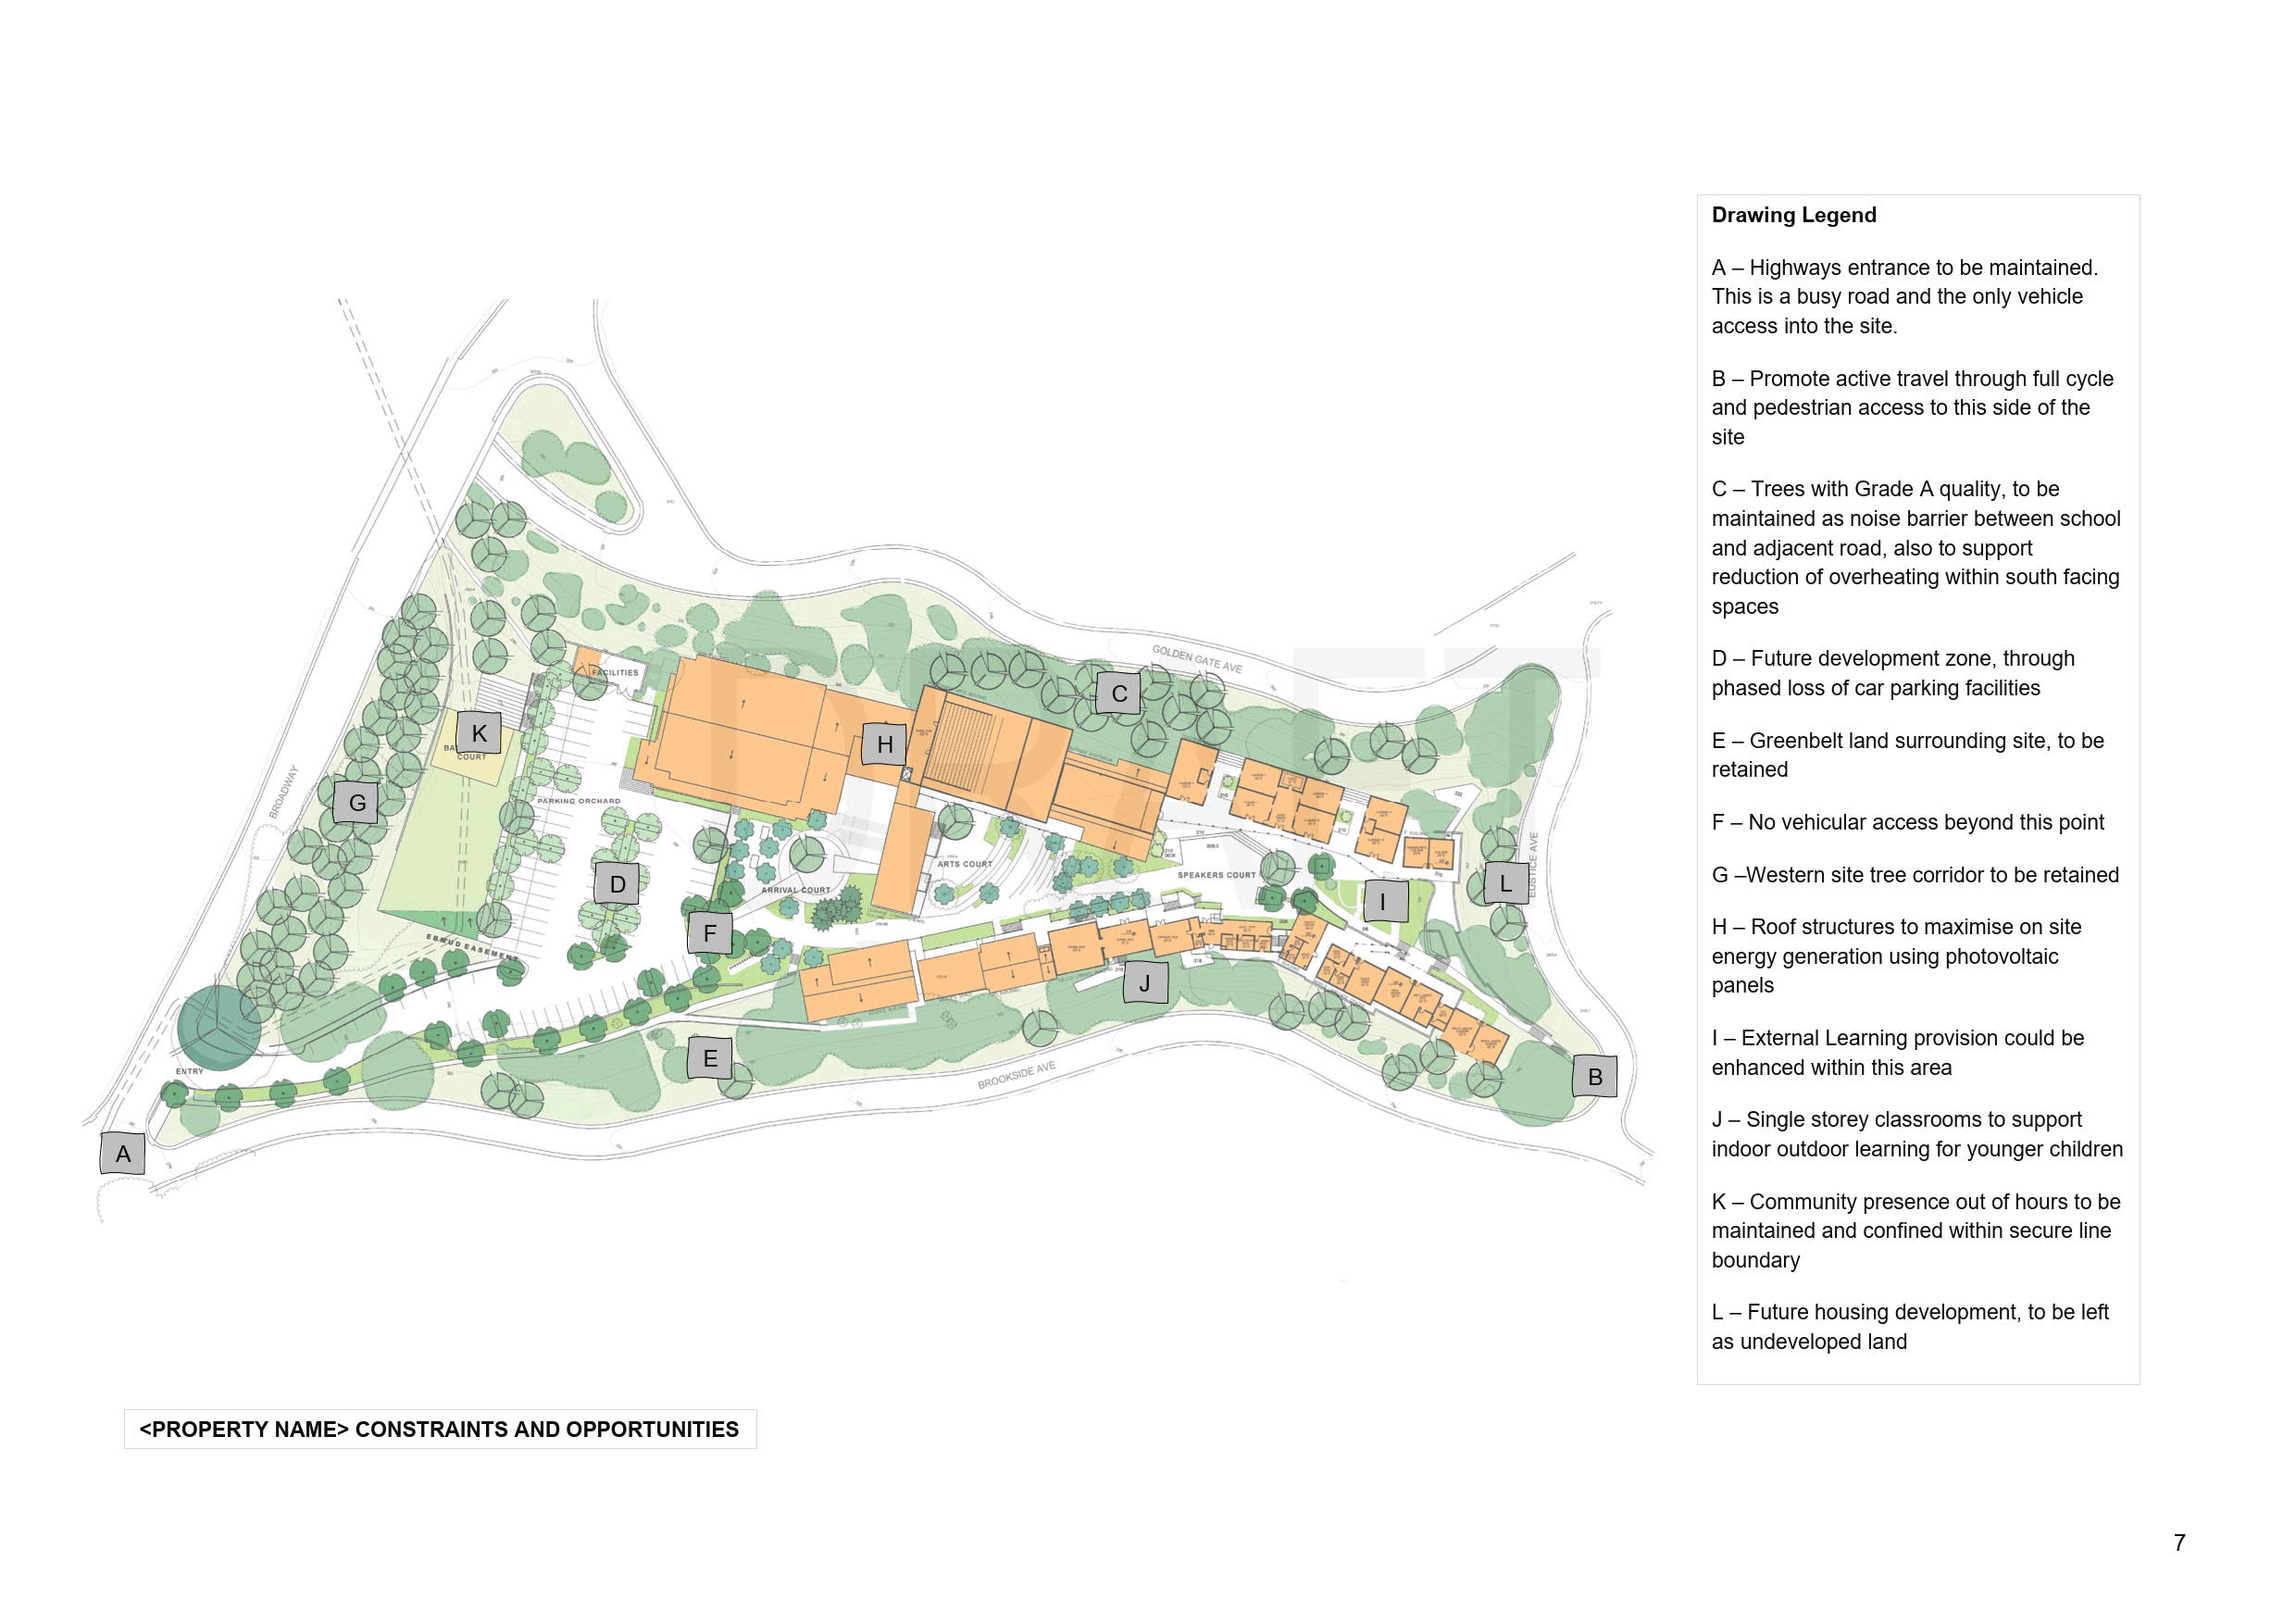 Drawing Legend
A – Highways entrance to be maintained.
This is a busy road and the only vehicle
access into the site.
B – Promote active travel through full cycle
and pedestrian access to this side of the
site
C – Trees with Grade A quality, to be
maintained as noise barrier between school
and adjacent road, also to support
reduction of overheating within south facing
spaces
D – Future development zone, through
phased loss of car parking facilities
E – Greenbelt land surrounding site, to be
retained
F – No vehicular access beyond this point
G –Western site tree corridor to be retained
H – Roof structures to maximise on site
energy generation using photovoltaic
panels
I – External Learning provision could be
enhanced within this area
J – Single storey classrooms to support
indoor outdoor learning for younger children
K – Community presence out of hours to be
maintained and confined within secure line
boundary
L – Future housing development, to be left
as undeveloped land
DRAFT
GOLDEN GATE AVE
FACILITIES
C
K
H
COURT
BROADWAY
G
PARKING ORCHARD
ARTS COURT
SPEAKERS COURT
EUSTICE AVE
D
ARRIVAL COURT
L
I
F
EBMUD EASEMENT
J
E
ENTRY
BROOKSIDE AVE
B
A
<PROPERTY NAME> CONSTRAINTS AND OPPORTUNITIES
7